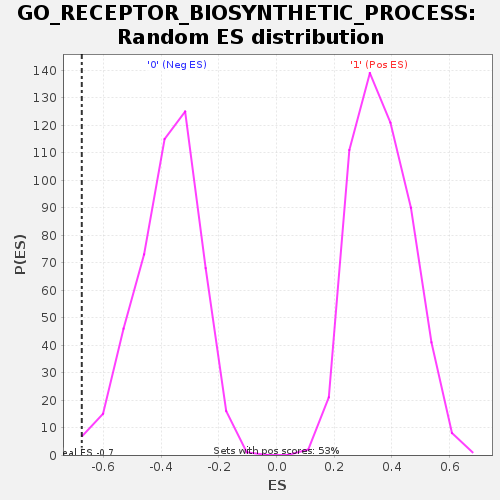 GO_RECEPTOR_BIOSYNTHETIC_PROCESS:
Random ES distribution
'0' (Neg ES)
'1' (Pos ES)
140
130
120
110
100
90
80
70
60
50
40
30
20
10
0
P(ES)
eal ES -0.7
Sets with pos scores: 53%
-0.6 -0.4 -0.2 0.0 0.2 0.4 0.6
ES